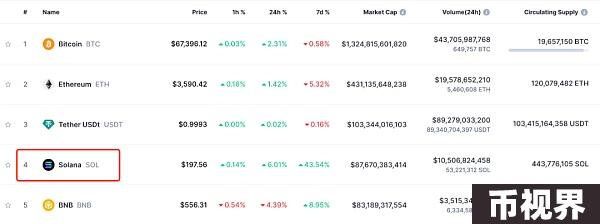 # Name Price 1h % 24h % 7d % Market Cap Volume(24h) Circulating Supply
1 Bitcoin BTC $67,396.12 0.03% 2.31% 0.58% $1,324,815,601,820 $43,705,987,768 19,657,150 BTC
649,757 BTC
2 Ethereum ETH $3,590.42 0.18% 1.42% 5.32% $431,135,648,238 $19,578,652,210 120,079,482 ETH
5,460,608 ETH
3 Tether USDt USDT $0.9993 0.00% 0.02% 0.16% $103,344,016,103 $89,279,033,200 103,415,164,358 USDT
89,340,704,397 USDT
4 Solana SOL $197.56 0.14% 6.01% 43.54% $87,670,383,414 $10,506,824,458 443,776,105 SOL
53,221,312 SOL
5 BNB BNB $556.31 0.54% 4.39% 8.95% $83,189,317,554 $3,515,34
6,334,58
币视界